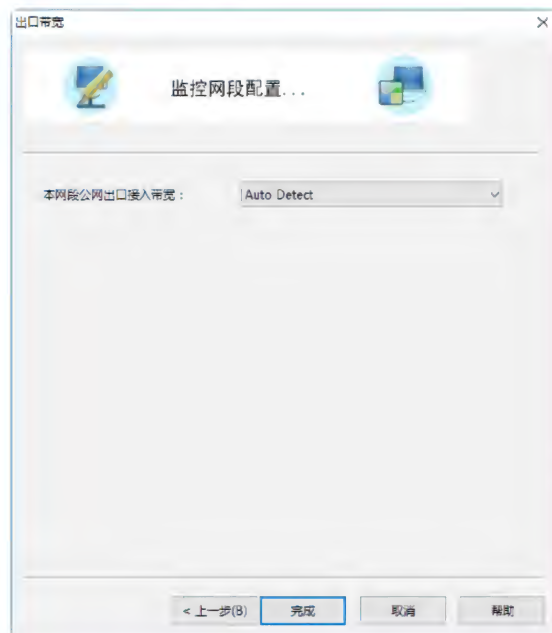 出口带宽
监控网段配置...
本网段公网出口接入带宽：
Auto Detect
< 上一步(B)
完成
取消
帮助